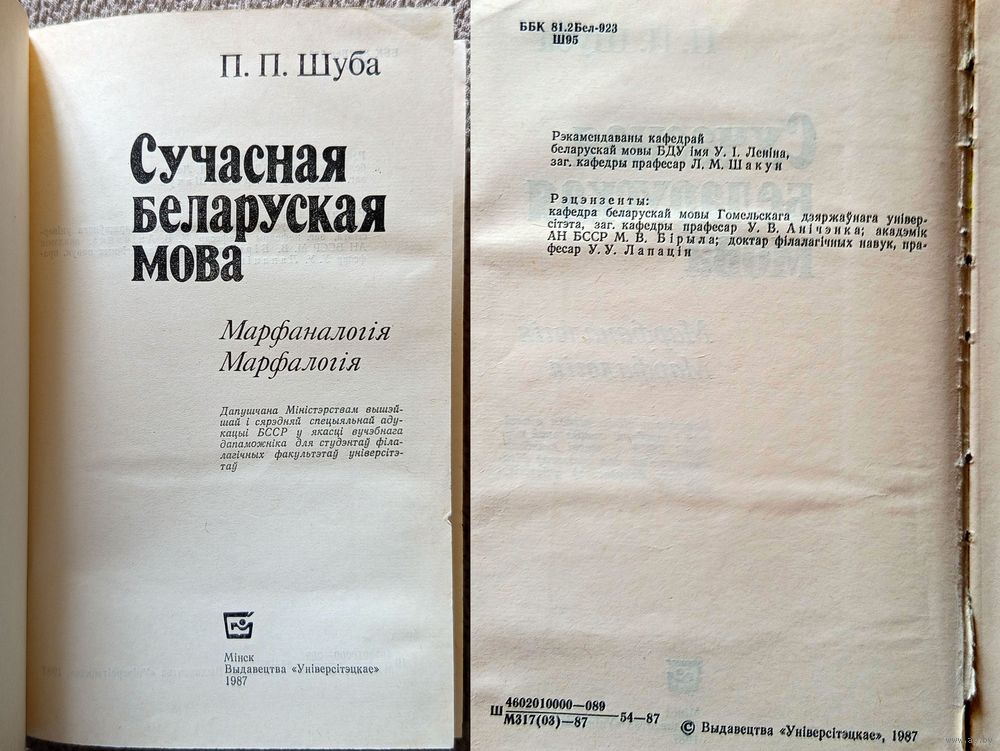 П. П. Шуба
Сучасная
беларуская
мова
Марфаналогія
Марфалогія
Дапушчана Міністэрствам вышэй-
шай і сярэдняй спецыяльнай аду-
кацыі БССР у якасці вучэбнага
дапаможніка для студэнтаў філа-
лагічных факультэтаў універсітэ-
таў
Мінск
Выдавецтва «Універсітэцкае»
1987
ББК 81.2Бел-923
Ш95
Рэкамендаваны кафедрай
беларускай мовы БДУ імя У. І. Леніна,
заг. кафедры прафесар Л. М. Шакун
Рэцэнзенты:
кафедра беларускай мовы Гомельскага дзяржаўнага універ-
сітэта, заг. кафедры прафесар У. В. Анічэнка; акадэмік
АН БССР М. В. Бірыла; доктар філалагічных навук, пра-
фесар У. У. Лапацін
Ш 4602010000—089
М317(03)—87 54—87
© Выдавецтва «Універсітэцкае», 1987